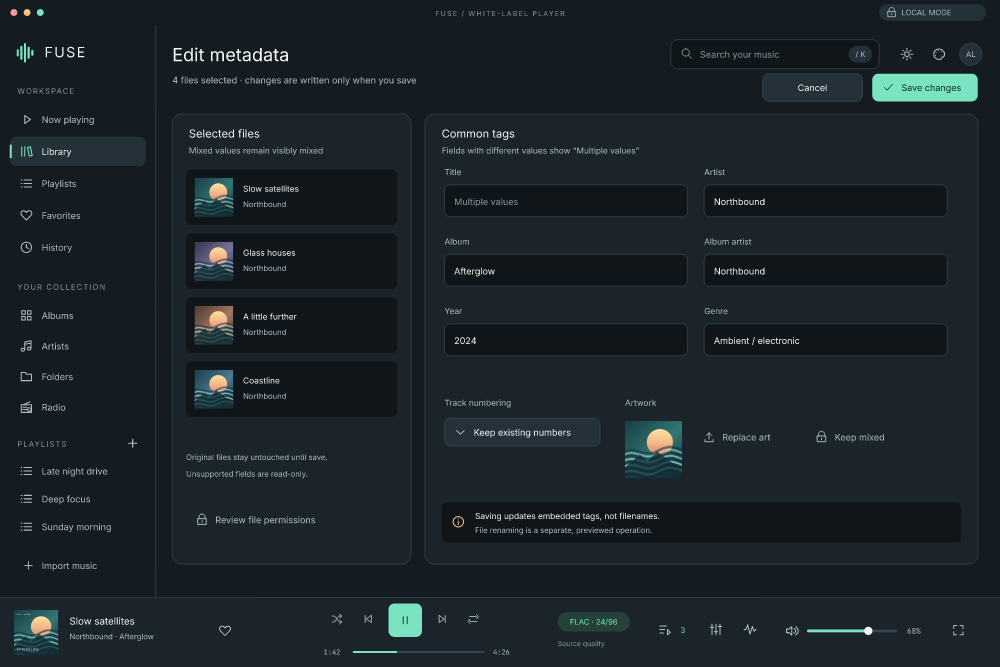 FUSE / WHITE-LABEL PLAYER
LOCAL MODE
FUSE
WORKSPACE
Now playing
Library
Playlists
Favorites
History
YOUR COLLECTION
Albums
Artists
Folders
Radio
PLAYLISTS
Late night drive
Deep focus
Sunday morning
Import music
Edit metadata
4 files selected · changes are written only when you save
Search your music
/ K
AL
Cancel
Save changes
Selected files
Mixed values remain visibly mixed
Slow satellites
Northbound
Glass houses
Northbound
A little further
Northbound
Coastline
Northbound
Original files stay untouched until save.
Unsupported fields are read-only.
Review file permissions
Common tags
Fields with different values show “Multiple values”
Title
Multiple values
Artist
Northbound
Album
Afterglow
Album artist
Northbound
Year
2024
Genre
Ambient / electronic
Track numbering
Keep existing numbers
Artwork
Replace art
Keep mixed
Saving updates embedded tags, not filenames.
File renaming is a separate, previewed operation.
AFTERGLOW
Slow satellites
Northbound · Afterglow
1:42
4:26
FLAC · 24/96
Source quality
3
68%